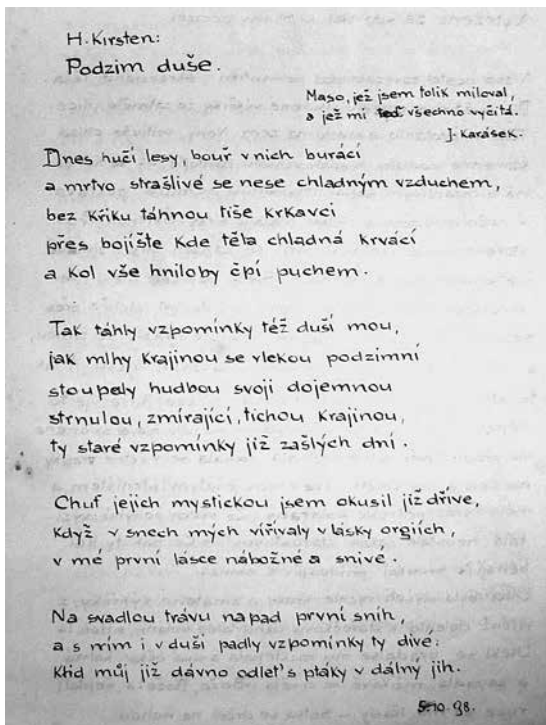 H. Kirsten:
Podzim duše.
Maso, jež jsem tolik miloval,
a jež mi všechno vyčítá.
J. Karásek.
Dnes hučí lesy, bouř v nich burácí
a mrtvo strašlivé se nese chladným vzduchem,
bez křiku táhnou tiše krkavci
přes bojište kde těla chladná krvácí
a kol vše hniloby čpí puchem.
Tak táhly vzpomínky též duší mou,
jak mlhy krajinou se vlekou podzimní
stoupaly hudbou svojí dojemnou
strnulou, zmírající, tichou krajinou,
ty staré vzpomínky již zašlých dní.
Chuť jejich mystickou jsem okusil již dříve,
když v snech mých vířívaly v lásky orgiích,
v mé první lásce nábožné a snivé.
Na svadlou trávu napad první sníh,
a s ním i v duši padly vzpomínky ty divé:
Klid můj již dávno odlet's ptáky v dálný jih.
5.10.98.